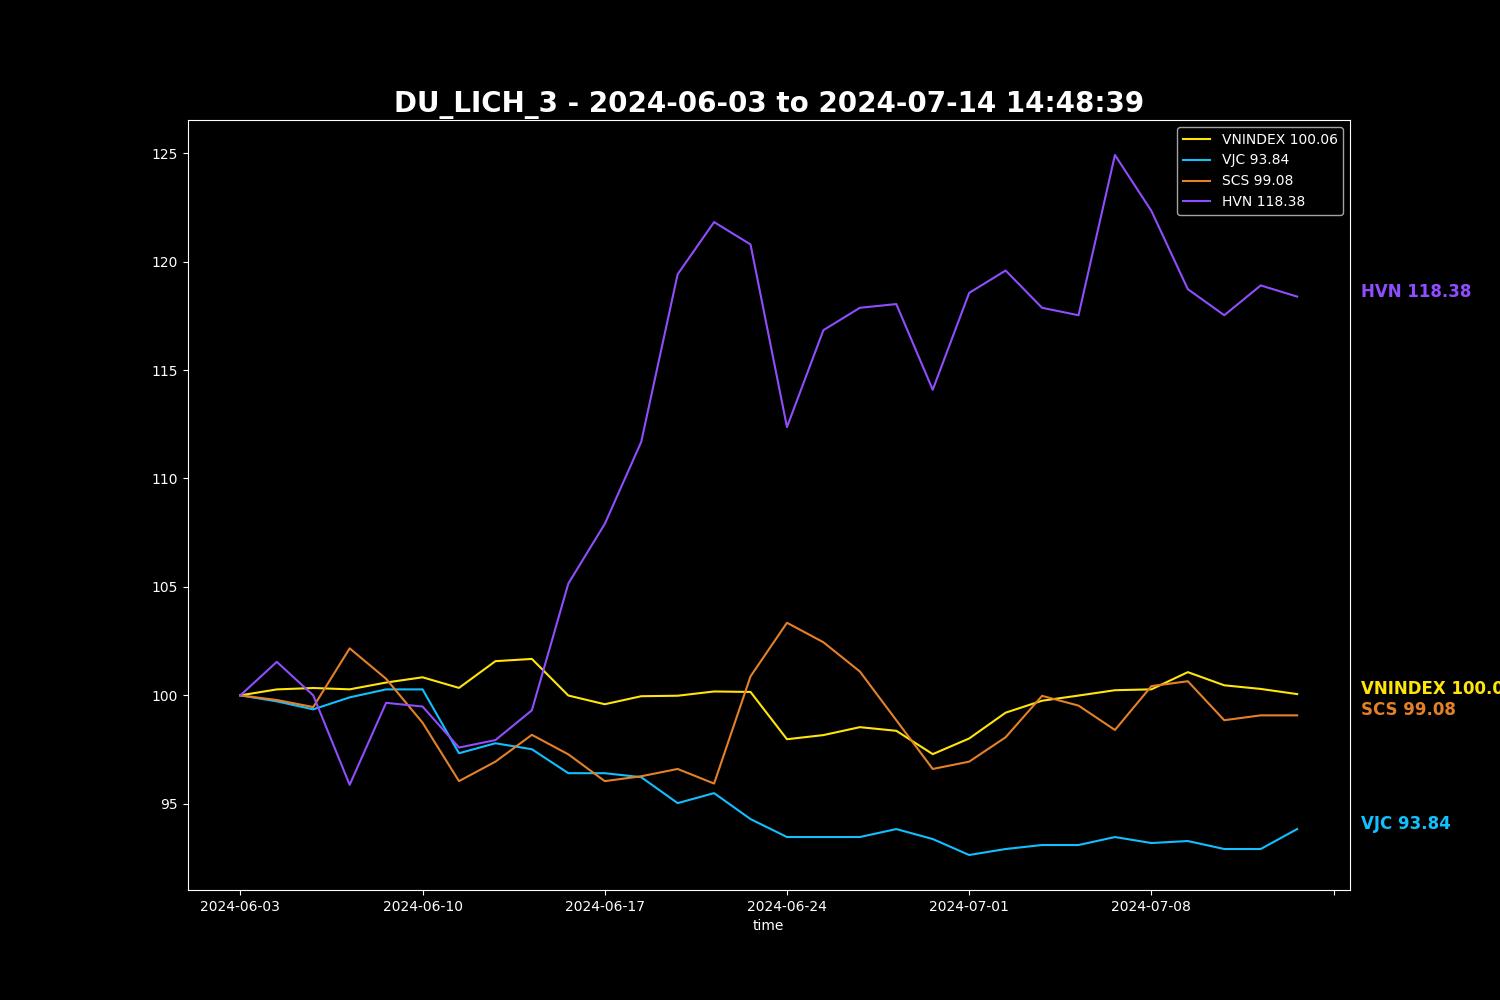 DU_LICH_3 - 2024-06-03 to 2024-07-14 14:48:39
VNINDEX 100.06
VJC 93.84
SCS 99.08
HVN 118.38
125
120
115
110
105
100
95
HVN 118.38
VNINDEX 100.0
SCS 99.08
VJC 93.84
2024-06-03 2024-06-10 2024-06-17 2024-06-24 2024-07-01 2024-07-08
time